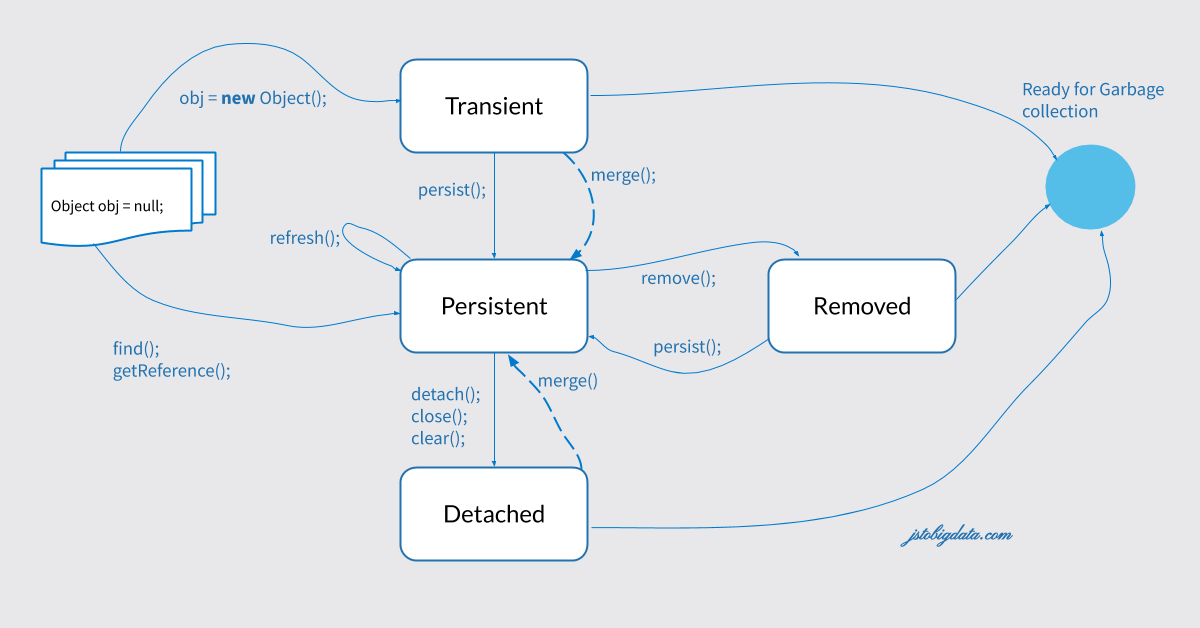 obj = new Object();
Transient
Ready for Garbage
collection
persist();
merge();
Object obj = null;
refresh();
Persistent
remove();
Removed
find();
getReference();
persist();
detach();
close();
clear();
merge()
Detached
jstobigdata.com